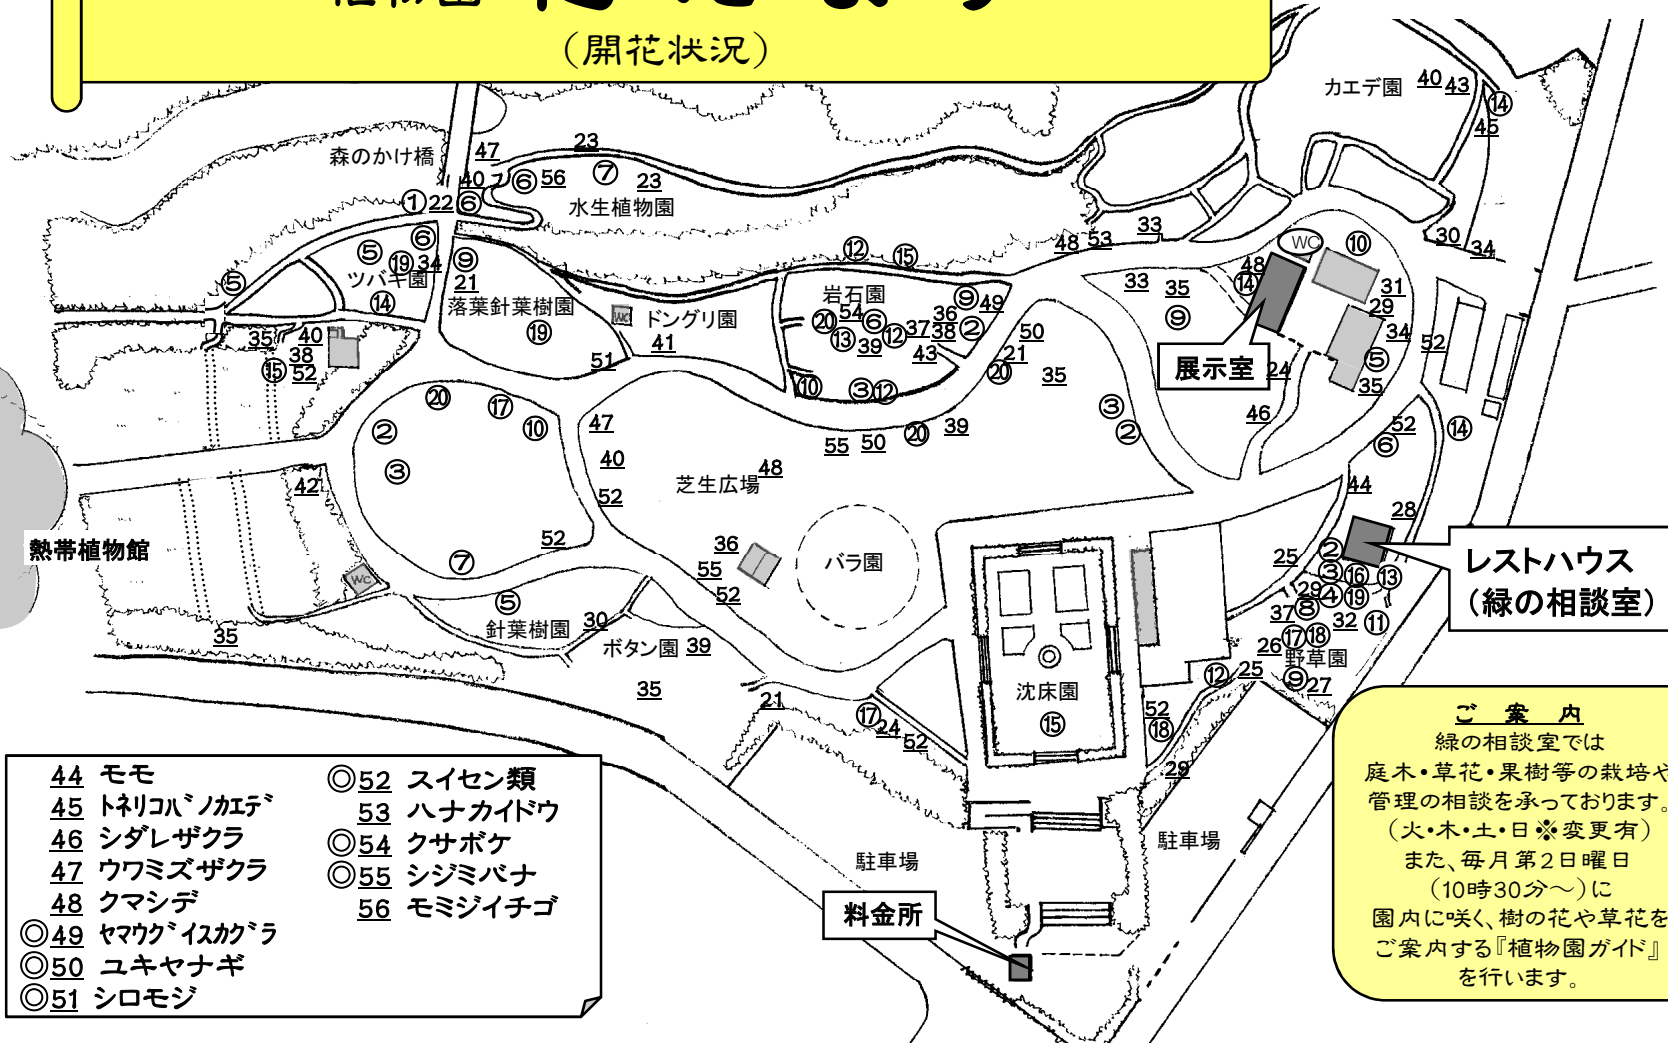 (開花状況)
カエデ園
40 43
⑭
45
森のかけ橋
47
23
40 ⑥ 56 ⑦ 23
① 22 ⑥
水生植物園
33
30
34
⑤ ⑥
⑲ 34
⑨
21
⑫ ⑮
48 53
WC ⑩
⑤ ツバキ園
⑭
落葉針葉樹園
⑲
岩石園
54
⑳ ⑥ ⑬ 39 ⑫ 37
⑨ 49
36
38 ②
43
33 35
⑨
48
⑭
31
29
34
52
35 40
38
⑮ 52
WC
ドングリ園
41
51
50
21
⑳ 35
展示室
24
⑤
35
⑩ ③ ⑫
⑳ ⑰ ⑩
②
③
47
40
52
芝生広場 48
55 50 ⑳ 39
③
②
46
52
⑥
⑭
42
44
28
熱帯植物館
WC
⑦ 52
36
55
52
バラ園
25
② ③ ⑯ ⑬
29 ④ ⑲
⑧
37 32 ⑪
⑰ ⑱
26
野草園
⑨ 27
レストハウス
(緑の相談室)
⑤
針葉樹園 30
35
ボタン園 39
35
21
⑰ 24
52
沈床園
⑮
⑫ 25
52
⑱
29
駐車場
駐車場
料金所
44 モモ
45 トネリコバノカエデ
46 シダレザクラ
47 ウワミズザクラ
48 クマシデ
◎49 ヤマウグイスカグラ
◎50 ユキヤナギ
◎51 シロモジ
◎52 スイセン類
53 ハナカイドウ
◎54 クサボケ
◎55 シジミバナ
56 モミジイチゴ
ご 案 内
緑の相談室では
庭木・草花・果樹等の栽培や
管理の相談を承っております。
(火・木・土・日※変更有)
また、毎月第2日曜日
(10時30分～)に
園内に咲く、樹の花や草花を
ご案内する『植物園ガイド』
を行います。